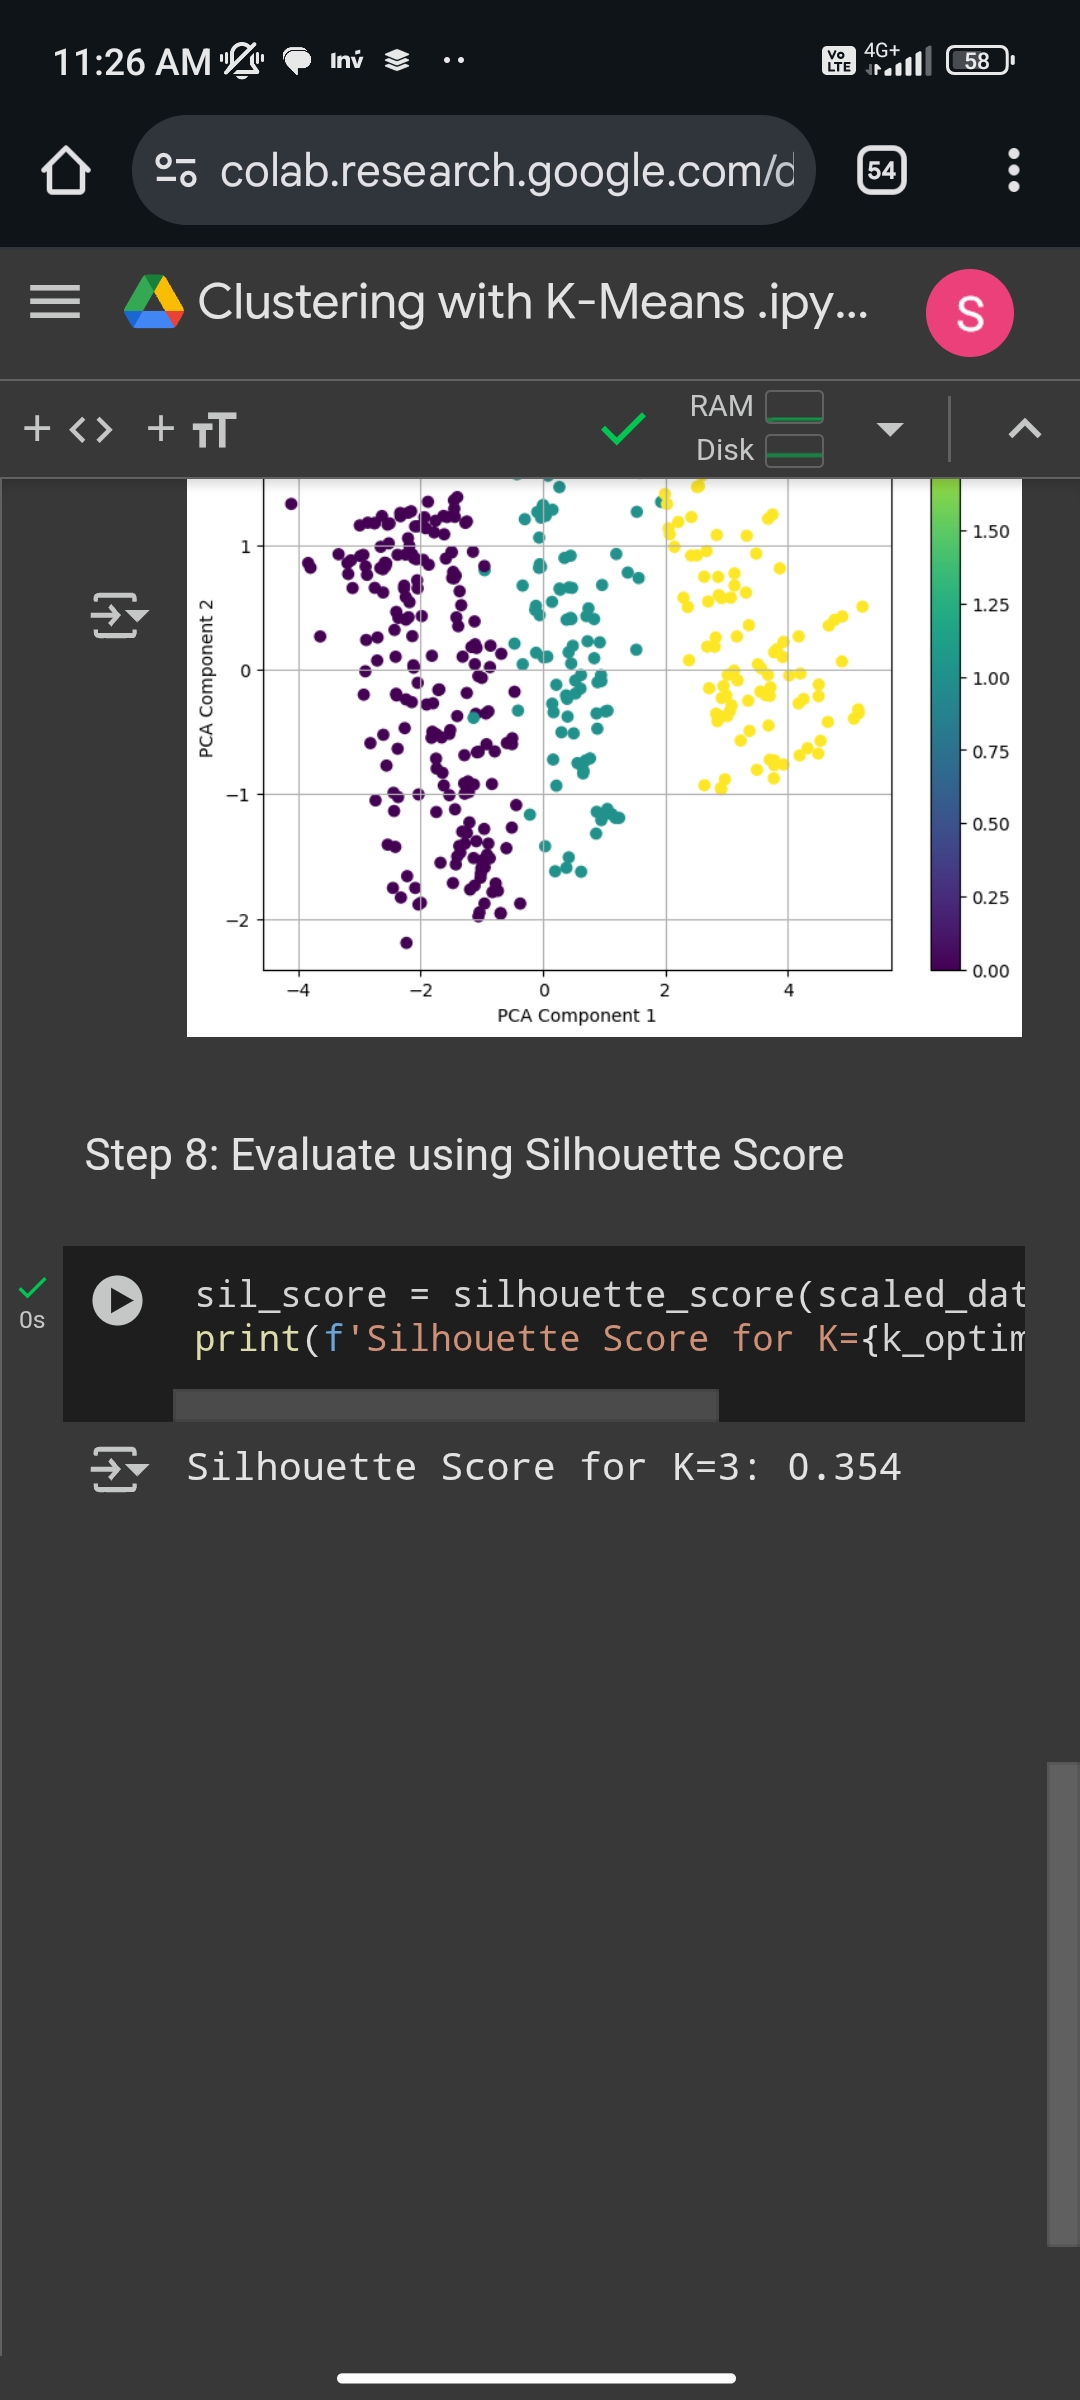 11:26 AM Inv Vo LTE 4G+ 58
colab.research.google.com/d 54
Clustering with K-Means .ipy... S
+ <> + TT RAM
Disk
1.50
1
1.25
PCA Component 2
0
1.00
0.75
−1
0.50
0.25
−2
0.00
−4 −2 0 2 4
PCA Component 1
Step 8: Evaluate using Silhouette Score
sil_score = silhouette_score(scaled_dat
0s
print(f'Silhouette Score for K={k_optim
Silhouette Score for K=3: 0.354